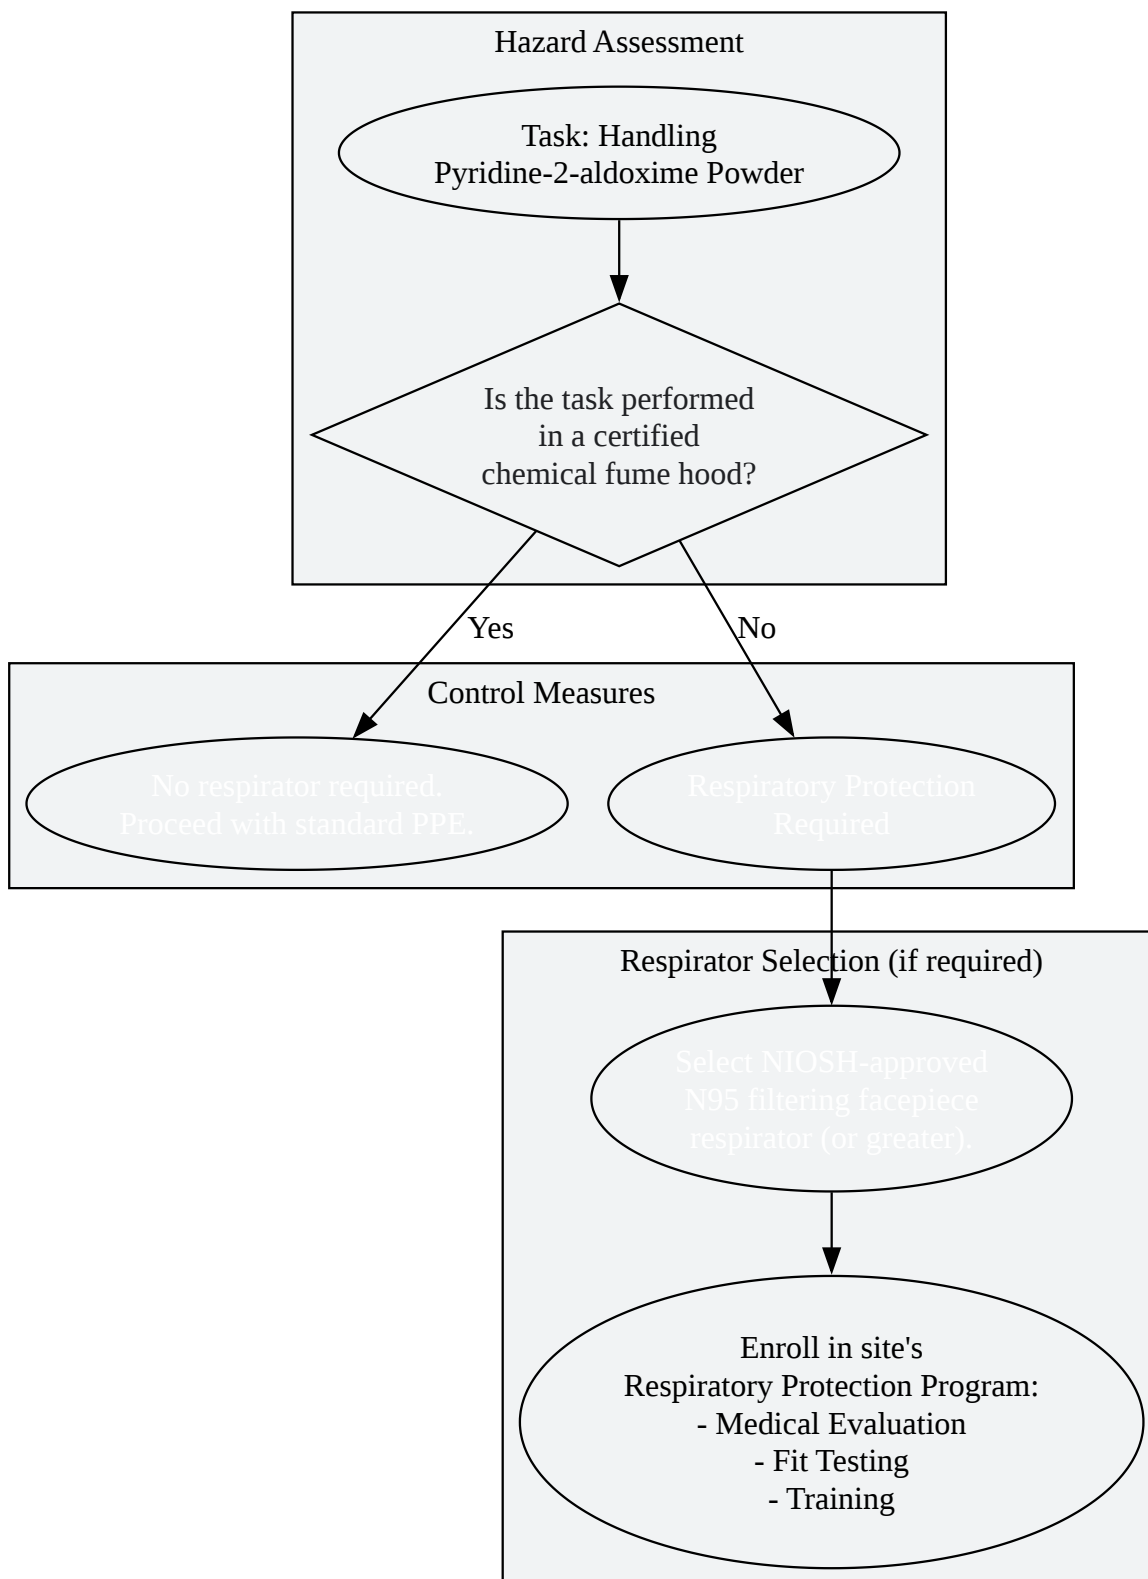 Hazard Assessment
Task: Handling
Pyridine-2-aldoxime Powder
Is the task performed
in a certified
chemical fume hood?
Yes
No
Control Measures
No respirator required.
Proceed with standard PPE.
Respiratory Protection
Required
Respirator Selection (if required)
Select NIOSH-approved
N95 filtering facepiece
respirator (or greater).
Enroll in site's
Respiratory Protection Program:
- Medical Evaluation
- Fit Testing
- Training